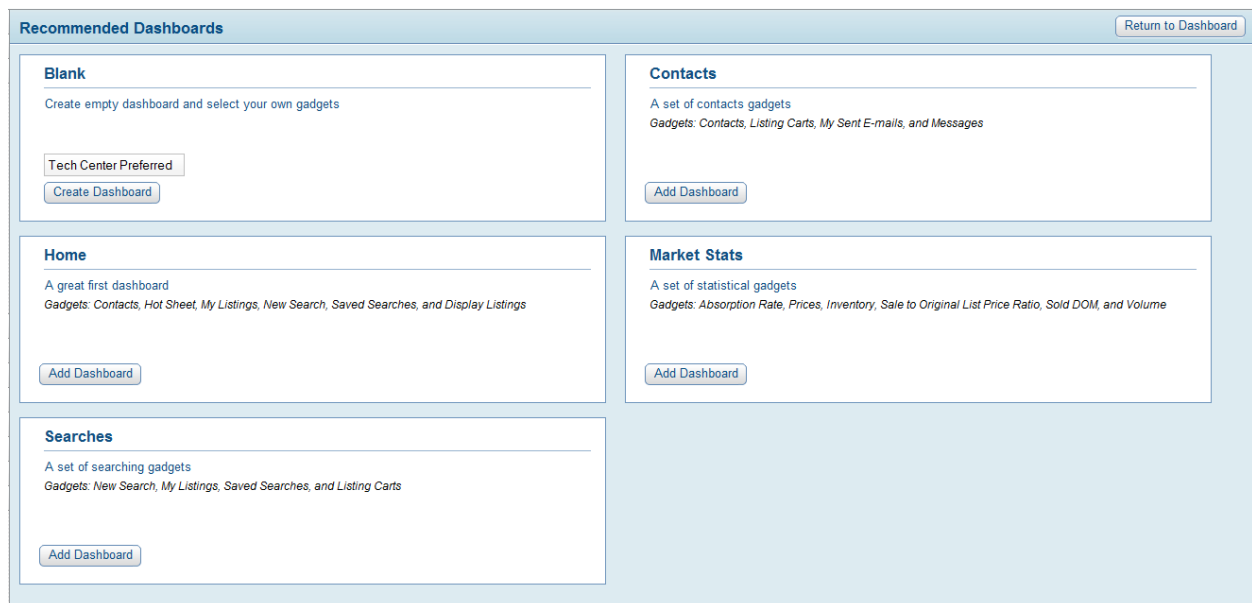 Recommended Dashboards
Return to Dashboard
Blank
Create empty dashboard and select your own gadgets
Tech Center Preferred
Create Dashboard
Contacts
A set of contacts gadgets
Gadgets: Contacts, Listing Carts, My Sent E-mails, and Messages
Add Dashboard
Home
A great first dashboard
Gadgets: Contacts, Hot Sheet, My Listings, New Search, Saved Searches, and Display Listings
Add Dashboard
Market Stats
A set of statistical gadgets
Gadgets: Absorption Rate, Prices, Inventory, Sale to Original List Price Ratio, Sold DOM, and Volume
Add Dashboard
Searches
A set of searching gadgets
Gadgets: New Search, My Listings, Saved Searches, and Listing Carts
Add Dashboard